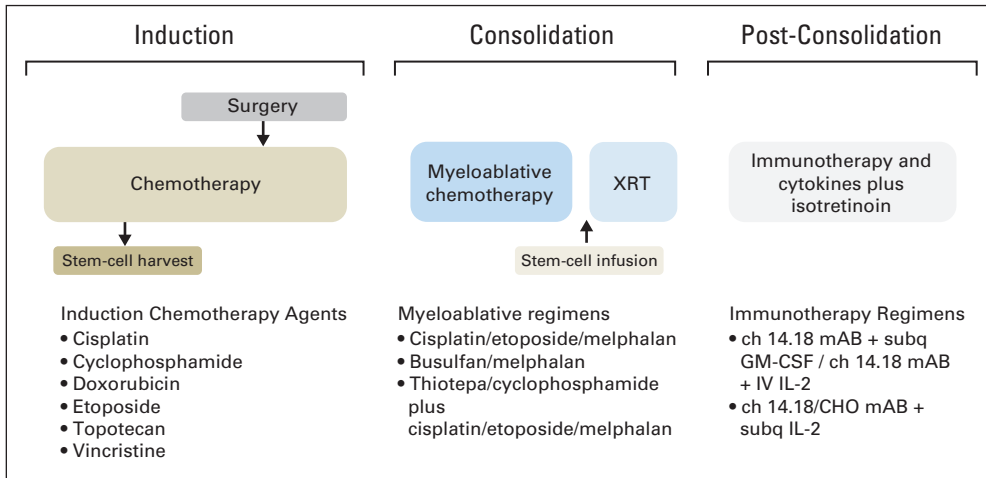 Induction
Consolidation
Post-Consolidation
Surgery
Chemotherapy
Stem-cell harvest
Myeloablative
chemotherapy
XRT
Stem-cell infusion
Immunotherapy and
cytokines plus
isotretinoin
Induction Chemotherapy Agents
• Cisplatin
• Cyclophosphamide
• Doxorubicin
• Etoposide
• Topotecan
• Vincristine
Myeloablative regimens
• Cisplatin/etoposide/melphalan
• Busulfan/melphalan
• Thiotepa/cyclophosphamide
plus
cisplatin/etoposide/melphalan
Immunotherapy Regimens
• ch 14.18 mAB + subq
GM-CSF / ch 14.18 mAB
+ IV IL-2
• ch 14.18/CHO mAB +
subq IL-2